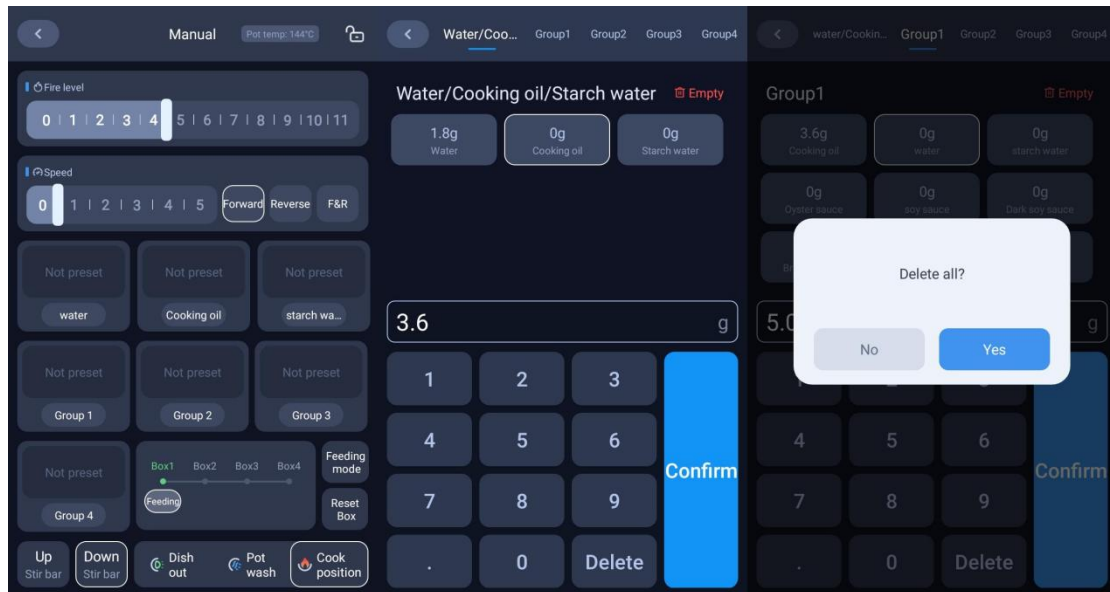 Manual
Pot temp: 144°C
Fire level
0 1 2 3 4 5 6 7 8 9 10 11
Speed
0 1 2 3 4 5 Forward Reverse F&R
Not preset Not preset Not preset
water Cooking oil starch wa...
Not preset Not preset Not preset
Group 1 Group 2 Group 3
Not preset
Group 4
Box1 Box2 Box3 Box4
Feeding
Feeding
mode
Reset
Box
Up
Stir bar
Down
Stir bar
Dish
out
Pot
wash
Cook
position
Water/Coo... Group1 Group2 Group3 Group4
Water/Cooking oil/Starch water Empty
1.8g 0g 0g
Water Cooking oil Starch water
3.6 g
1 2 3
4 5 6
7 8 9
. 0 Delete
Confirm
water/Cookin... Group1 Group2 Group3 Group4
Group1 Empty
3.6g 0g 0g
Cooking oil water starch water
0g 0g 0g
Oyster sauce soy sauce Dark soy sauce
Delete all?
No Yes
5.0 g
4 5 6
7 8 9
. 0 Delete
Confirm